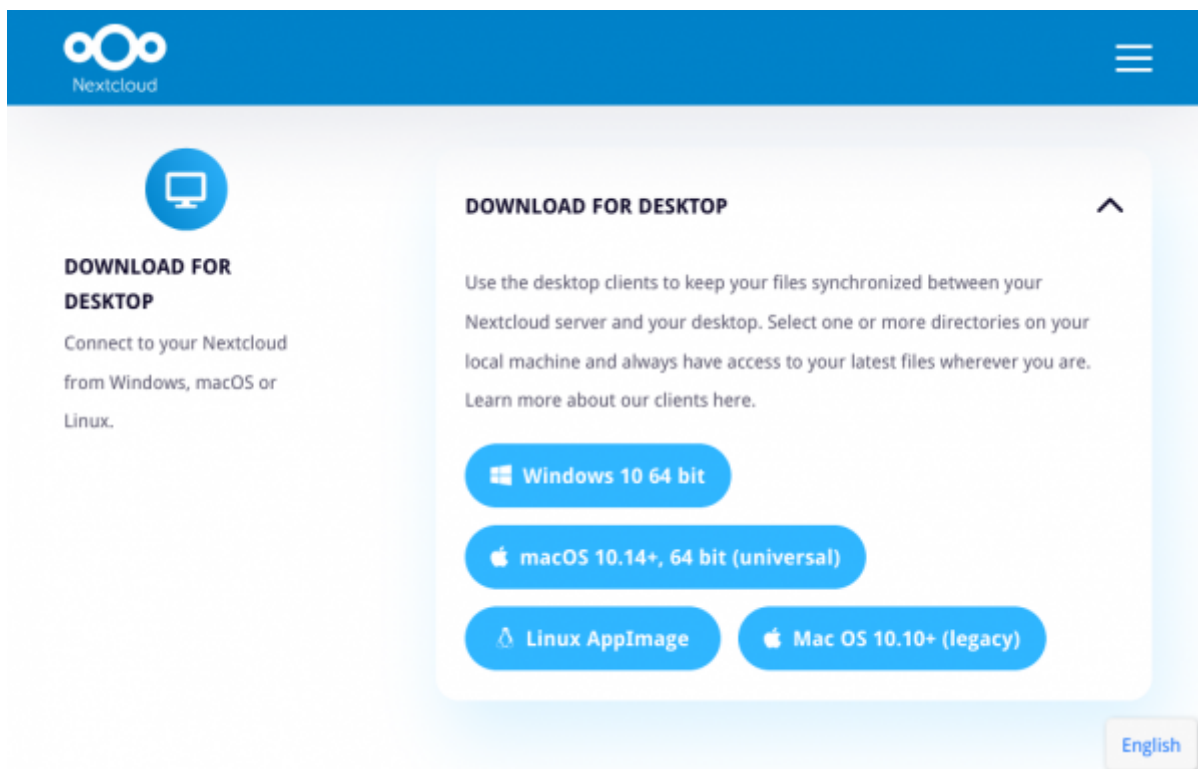 Nextcloud
DOWNLOAD FOR
DESKTOP
Connect to your Nextcloud
from Windows, macOS or
Linux.
DOWNLOAD FOR DESKTOP
Use the desktop clients to keep your files synchronized between your
Nextcloud server and your desktop. Select one or more directories on your
local machine and always have access to your latest files wherever you are.
Learn more about our clients here.
Windows 10 64 bit
macOS 10.14+, 64 bit (universal)
Linux AppImage
Mac OS 10.10+ (legacy)
English